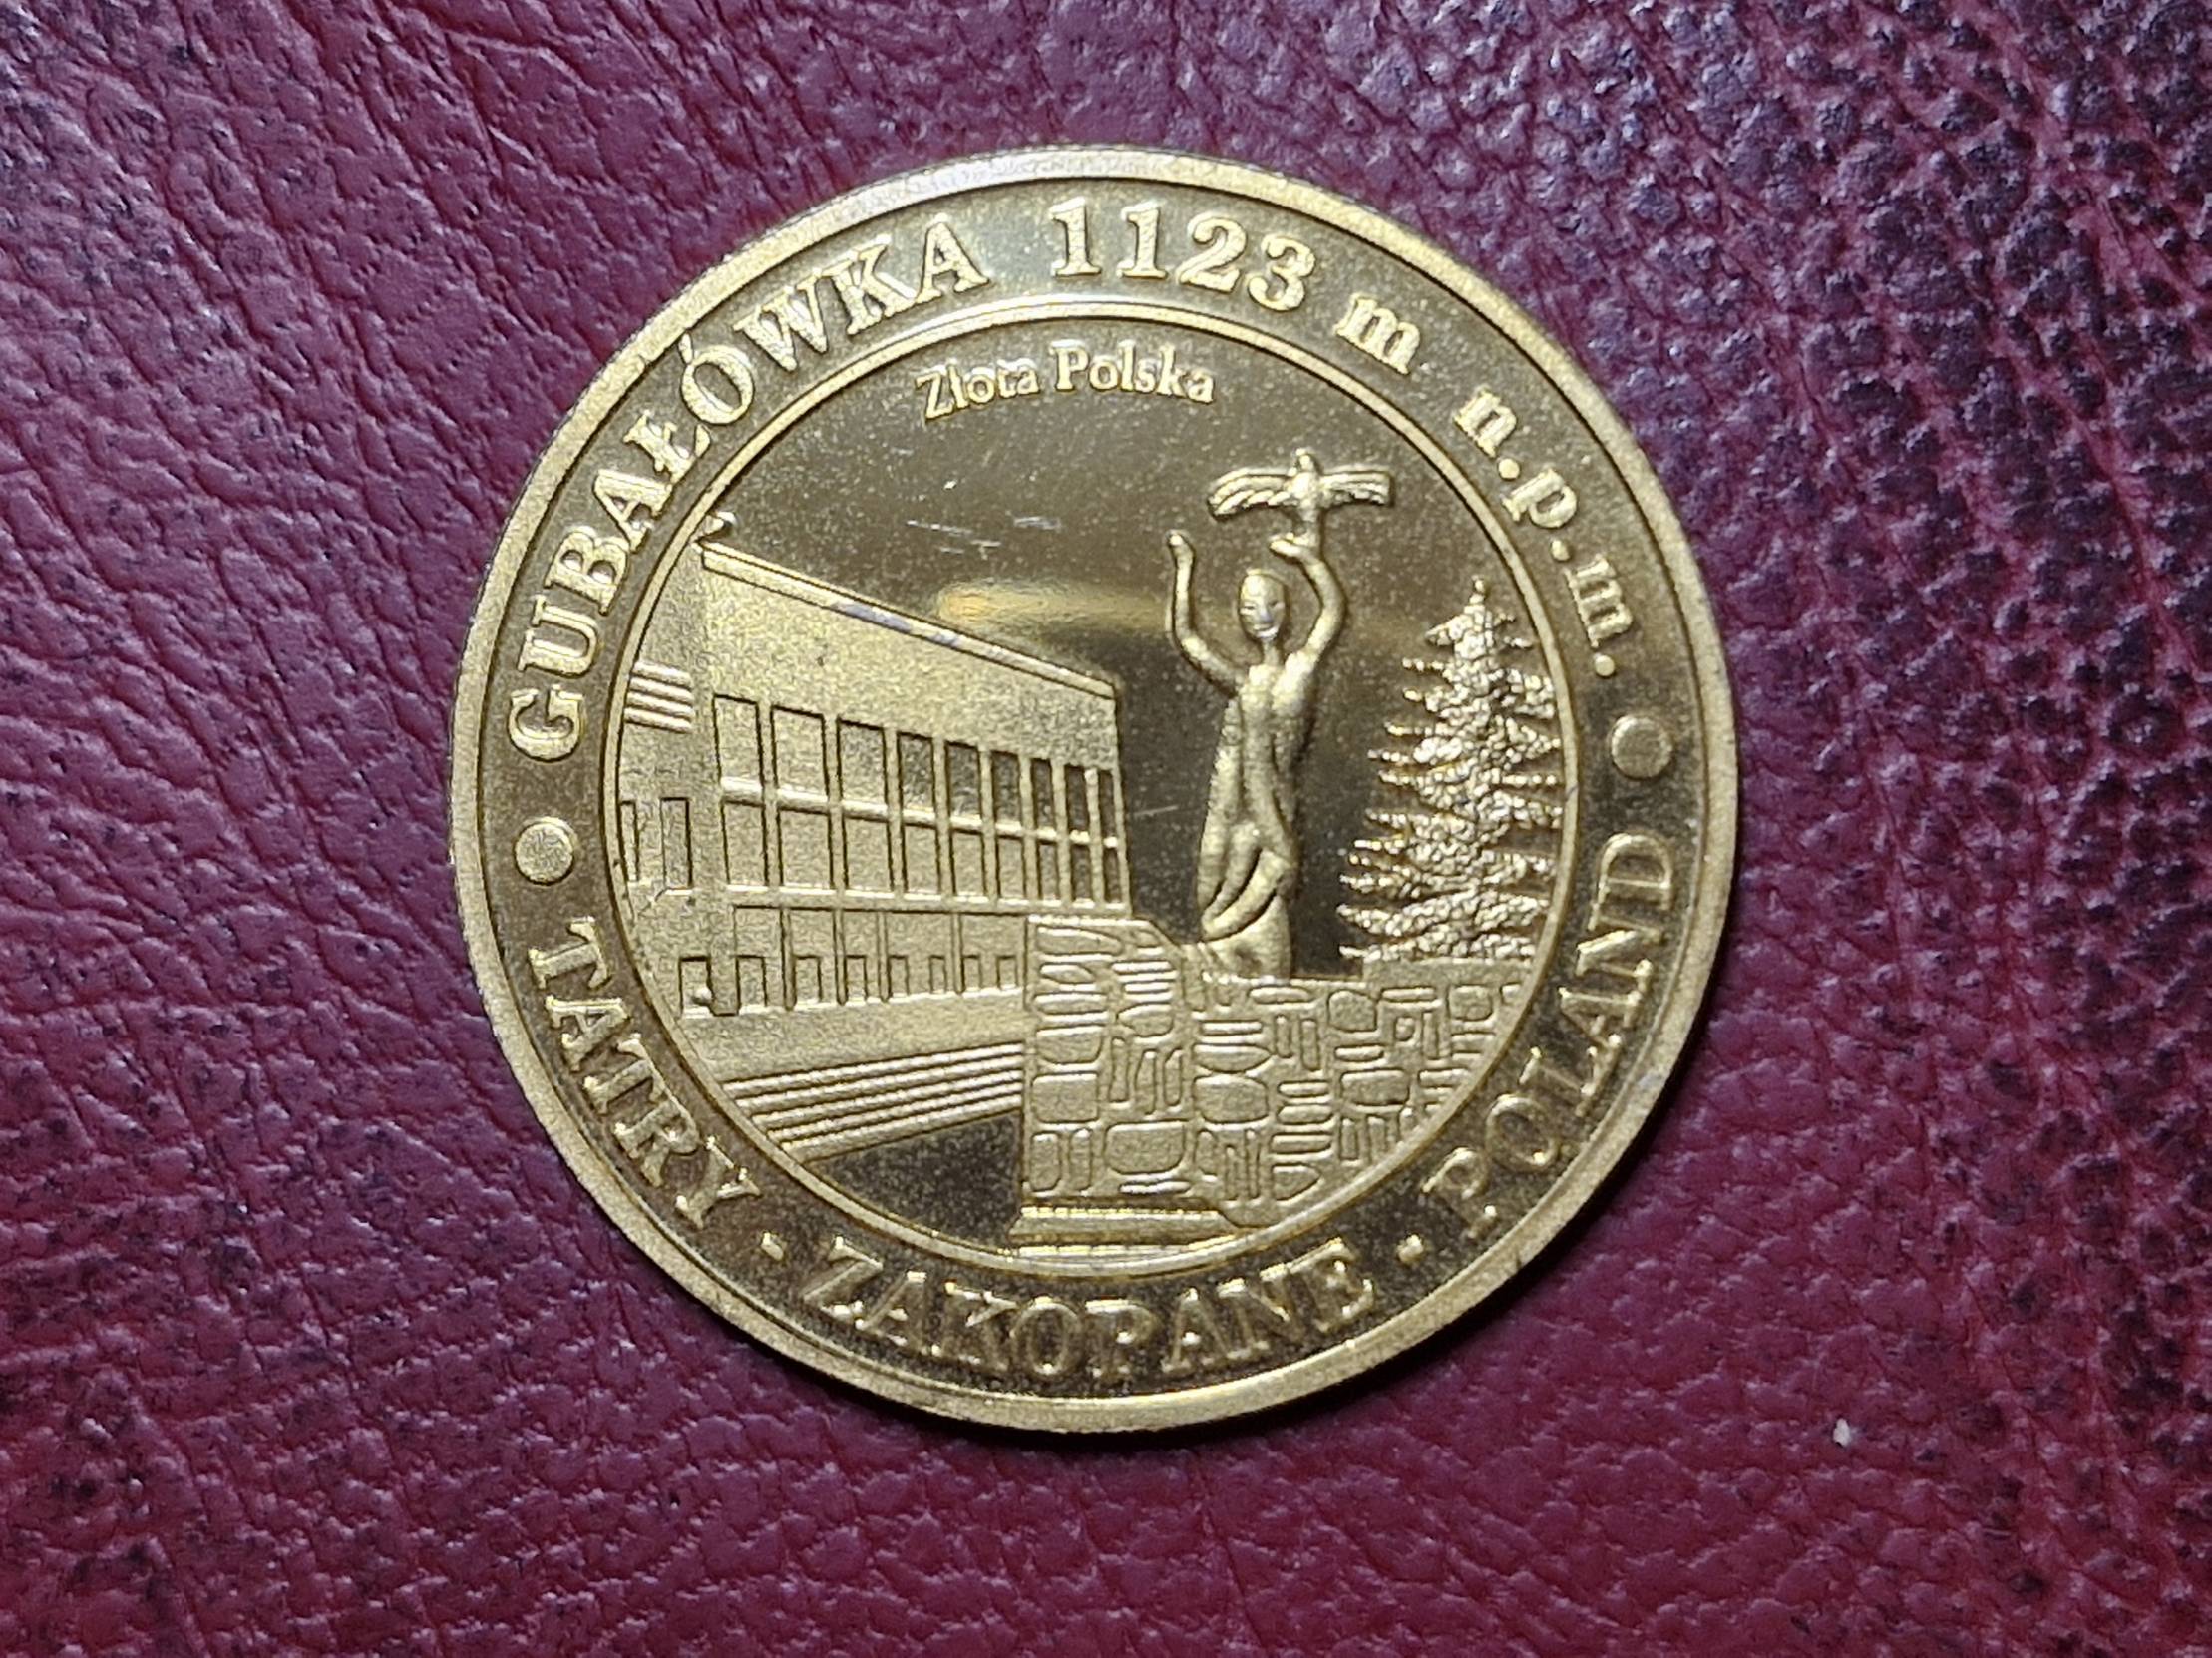 GUBAŁÓWKA 1123 m n.p.m.
Złota Polska
TATRY · ZAKOPANE · POLAND